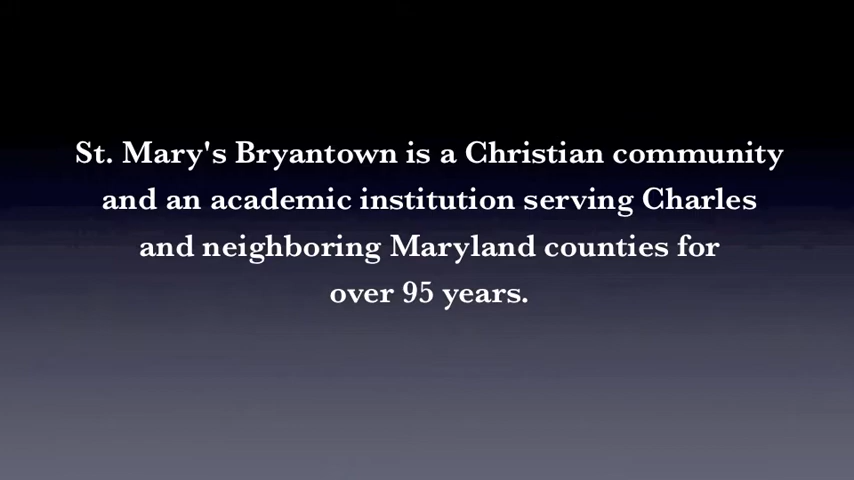 St. Mary's Bryantown is a Christian community
and an academic institution serving Charles
and neighboring Maryland counties for
over 95 years.